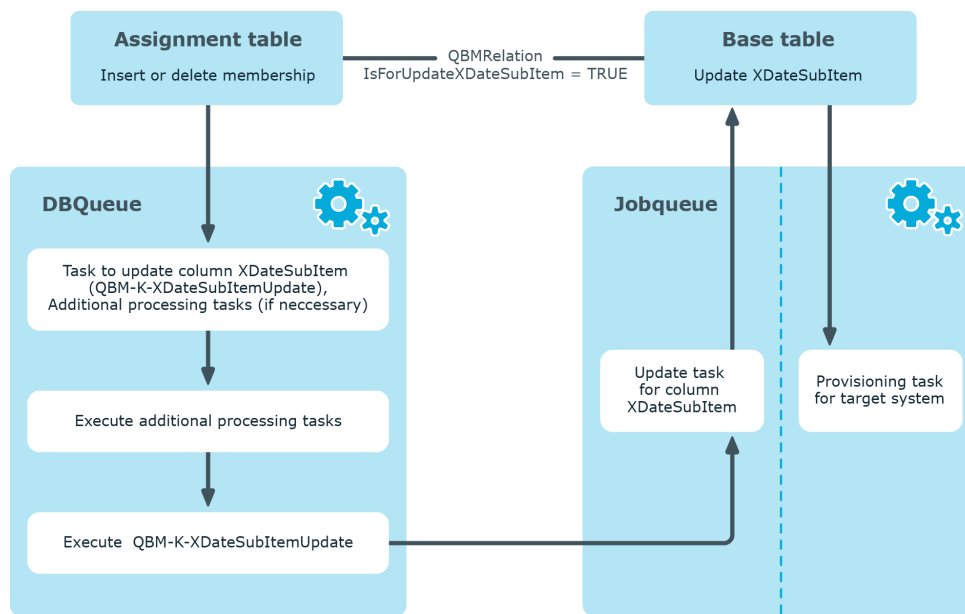 Assignment table
Insert or delete membership
QBMRelation
IsForUpdateXDateSubItem = TRUE
Base table
Update XDateSubItem
DBQueue
Task to update column XDateSubItem
(QBM-K-XDateSubItemUpdate),
Additional processing tasks (if neccessary)
Execute additional processing tasks
Execute QBM-K-XDateSubItemUpdate
Jobqueue
Update task
for column
XDateSubItem
Provisioning task
for target system